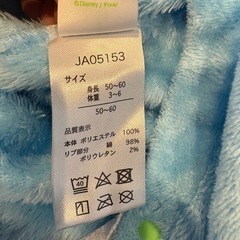 ©Disney / Pixar
JA05153
サイズ
身長 50~60
体重 3~6
50~60
品質表示
本体 ポリエステル 100%
リブ部分 綿 98%
ポリウレタン 2%
40